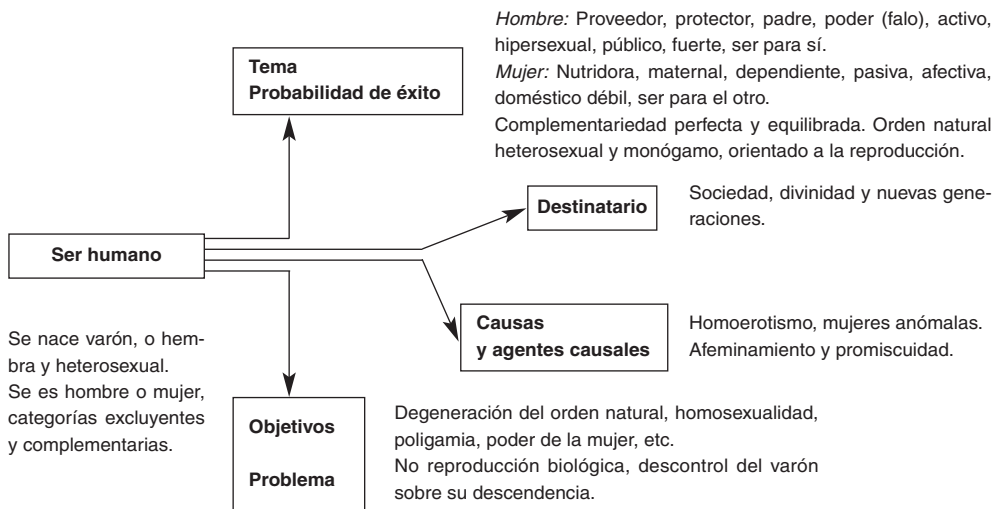 Hombre: Proveedor, protector, padre, poder (falo), activo,
hipersexual, público, fuerte, ser para sí.
Mujer: Nutridora, maternal, dependiente, pasiva, afectiva,
doméstico débil, ser para el otro.
Complementariedad perfecta y equilibrada. Orden natural
heterosexual y monógamo, orientado a la reproducción.
Tema
Probabilidad de éxito
Destinatario
Sociedad, divinidad y nuevas gene-
raciones.
Ser humano
Se nace varón, o hem-
bra y heterosexual.
Se es hombre o mujer,
categorías excluyentes
y complementarias.
Causas
y agentes causales
Homoerotismo, mujeres anómalas.
Afeminamiento y promiscuidad.
Objetivos
Problema
Degeneración del orden natural, homosexualidad,
poligamia, poder de la mujer, etc.
No reproducción biológica, descontrol del varón
sobre su descendencia.